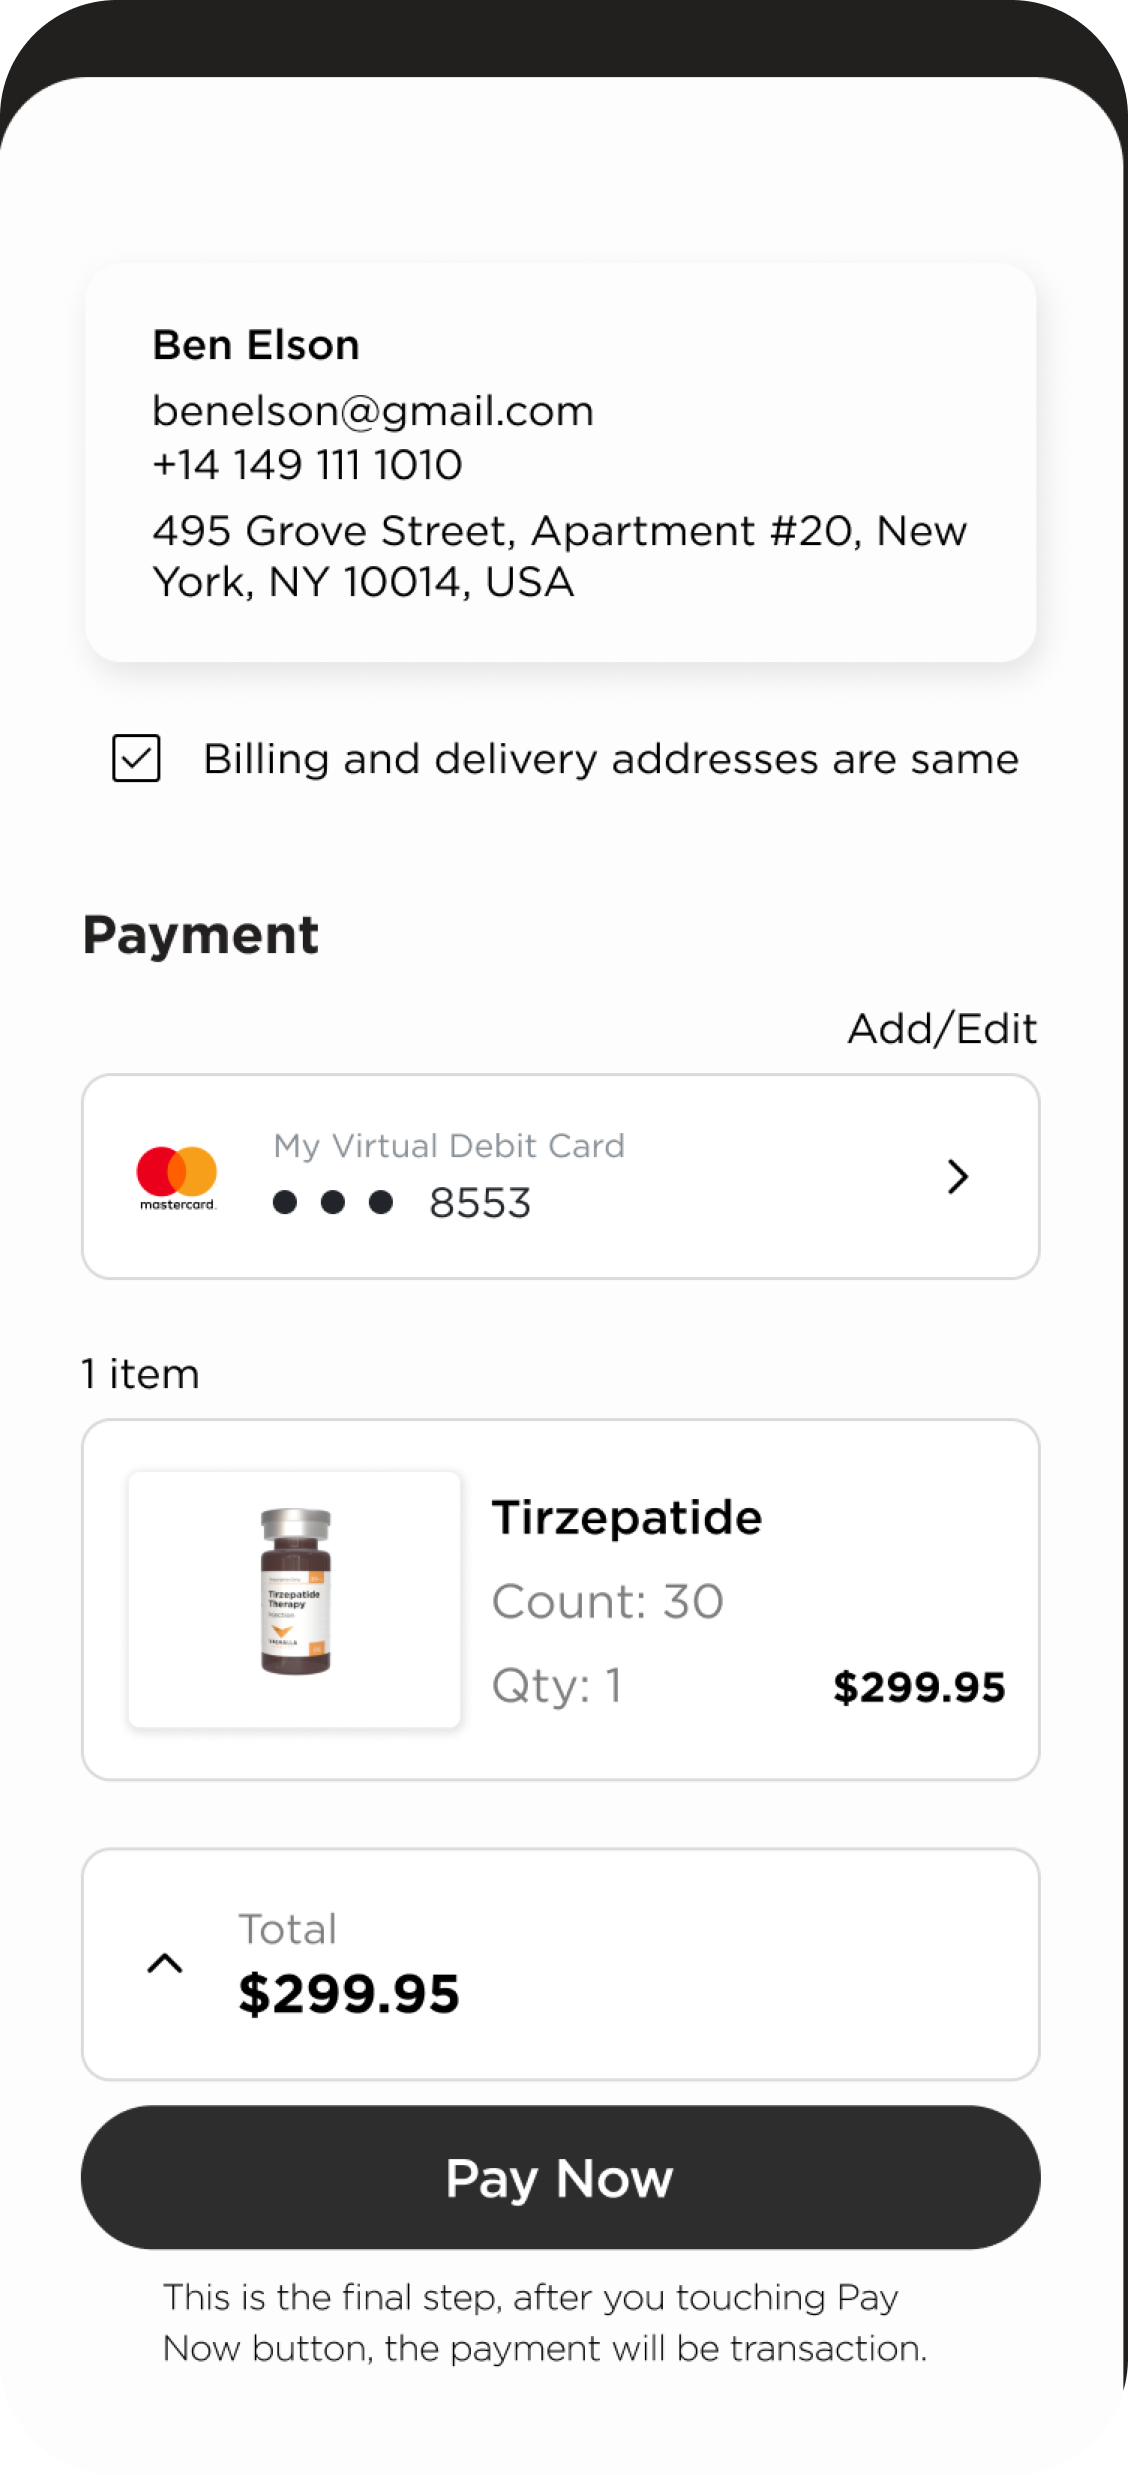 Ben Elson
benelson@gmail.com
+14 149 111 1010
495 Grove Street, Apartment #20, New
York, NY 10014, USA
Billing and delivery addresses are same
Payment
Add/Edit
My Virtual Debit Card
mastercard.
8553
1 item
Tirzepatide
Therapy
Injection
VALHALLA
Tirzepatide
Count: 30
Qty: 1
$299.95
Total
$299.95
Pay Now
This is the final step, after you touching Pay
Now button, the payment will be transaction.